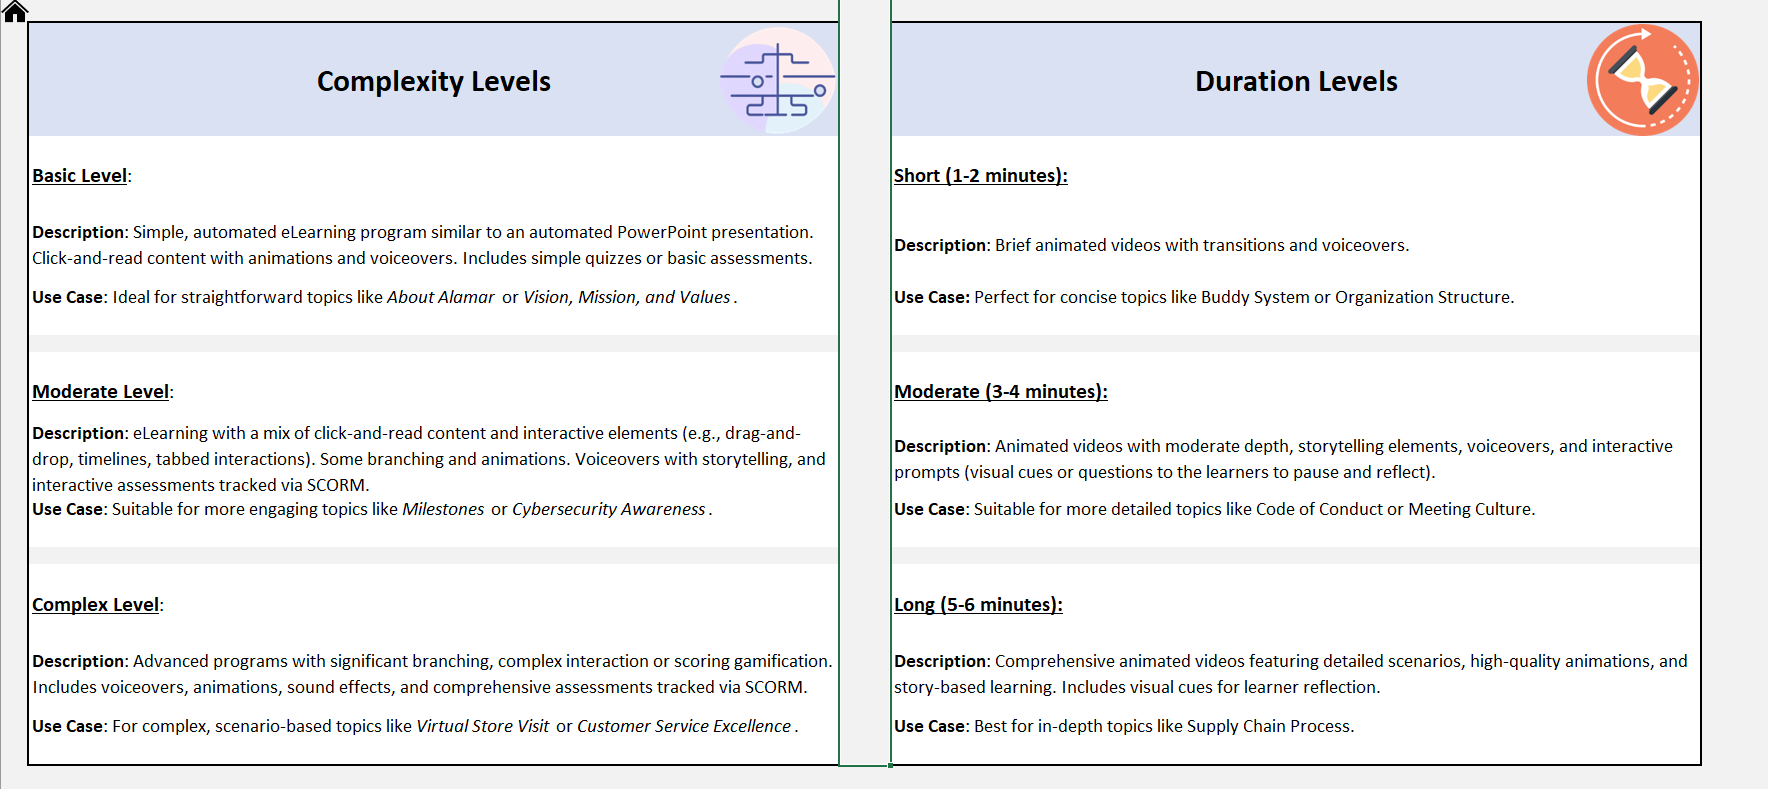 Complexity Levels
Basic Level:
Description: Simple, automated eLearning program similar to an automated PowerPoint presentation.
Click-and-read content with animations and voiceovers. Includes simple quizzes or basic assessments.
Use Case: Ideal for straightforward topics like About Alamar or Vision, Mission, and Values .
Moderate Level:
Description: eLearning with a mix of click-and-read content and interactive elements (e.g., drag-and-
drop, timelines, tabbed interactions). Some branching and animations. Voiceovers with storytelling, and
interactive assessments tracked via SCORM.
Use Case: Suitable for more engaging topics like Milestones or Cybersecurity Awareness .
Complex Level:
Description: Advanced programs with significant branching, complex interaction or scoring gamification.
Includes voiceovers, animations, sound effects, and comprehensive assessments tracked via SCORM.
Use Case: For complex, scenario-based topics like Virtual Store Visit or Customer Service Excellence .
Duration Levels
Short (1-2 minutes):
Description: Brief animated videos with transitions and voiceovers.
Use Case: Perfect for concise topics like Buddy System or Organization Structure.
Moderate (3-4 minutes):
Description: Animated videos with moderate depth, storytelling elements, voiceovers, and interactive
prompts (visual cues or questions to the learners to pause and reflect).
Use Case: Suitable for more detailed topics like Code of Conduct or Meeting Culture.
Long (5-6 minutes):
Description: Comprehensive animated videos featuring detailed scenarios, high-quality animations, and
story-based learning. Includes visual cues for learner reflection.
Use Case: Best for in-depth topics like Supply Chain Process.